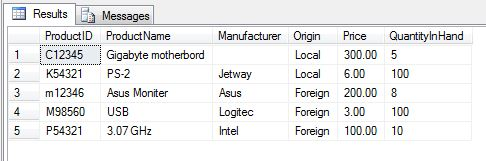 Results Messages
ProductID ProductName Manufacturer Origin Price QuantityInHand
1 C12345 Gigabyte motherbord Local 300.00 5
2 K54321 PS-2 Jetway Local 6.00 100
3 m12346 Asus Moniter Asus Foreign 200.00 8
4 M98560 USB Logitec Foreign 3.00 100
5 P54321 3.07 GHz Intel Foreign 100.00 10